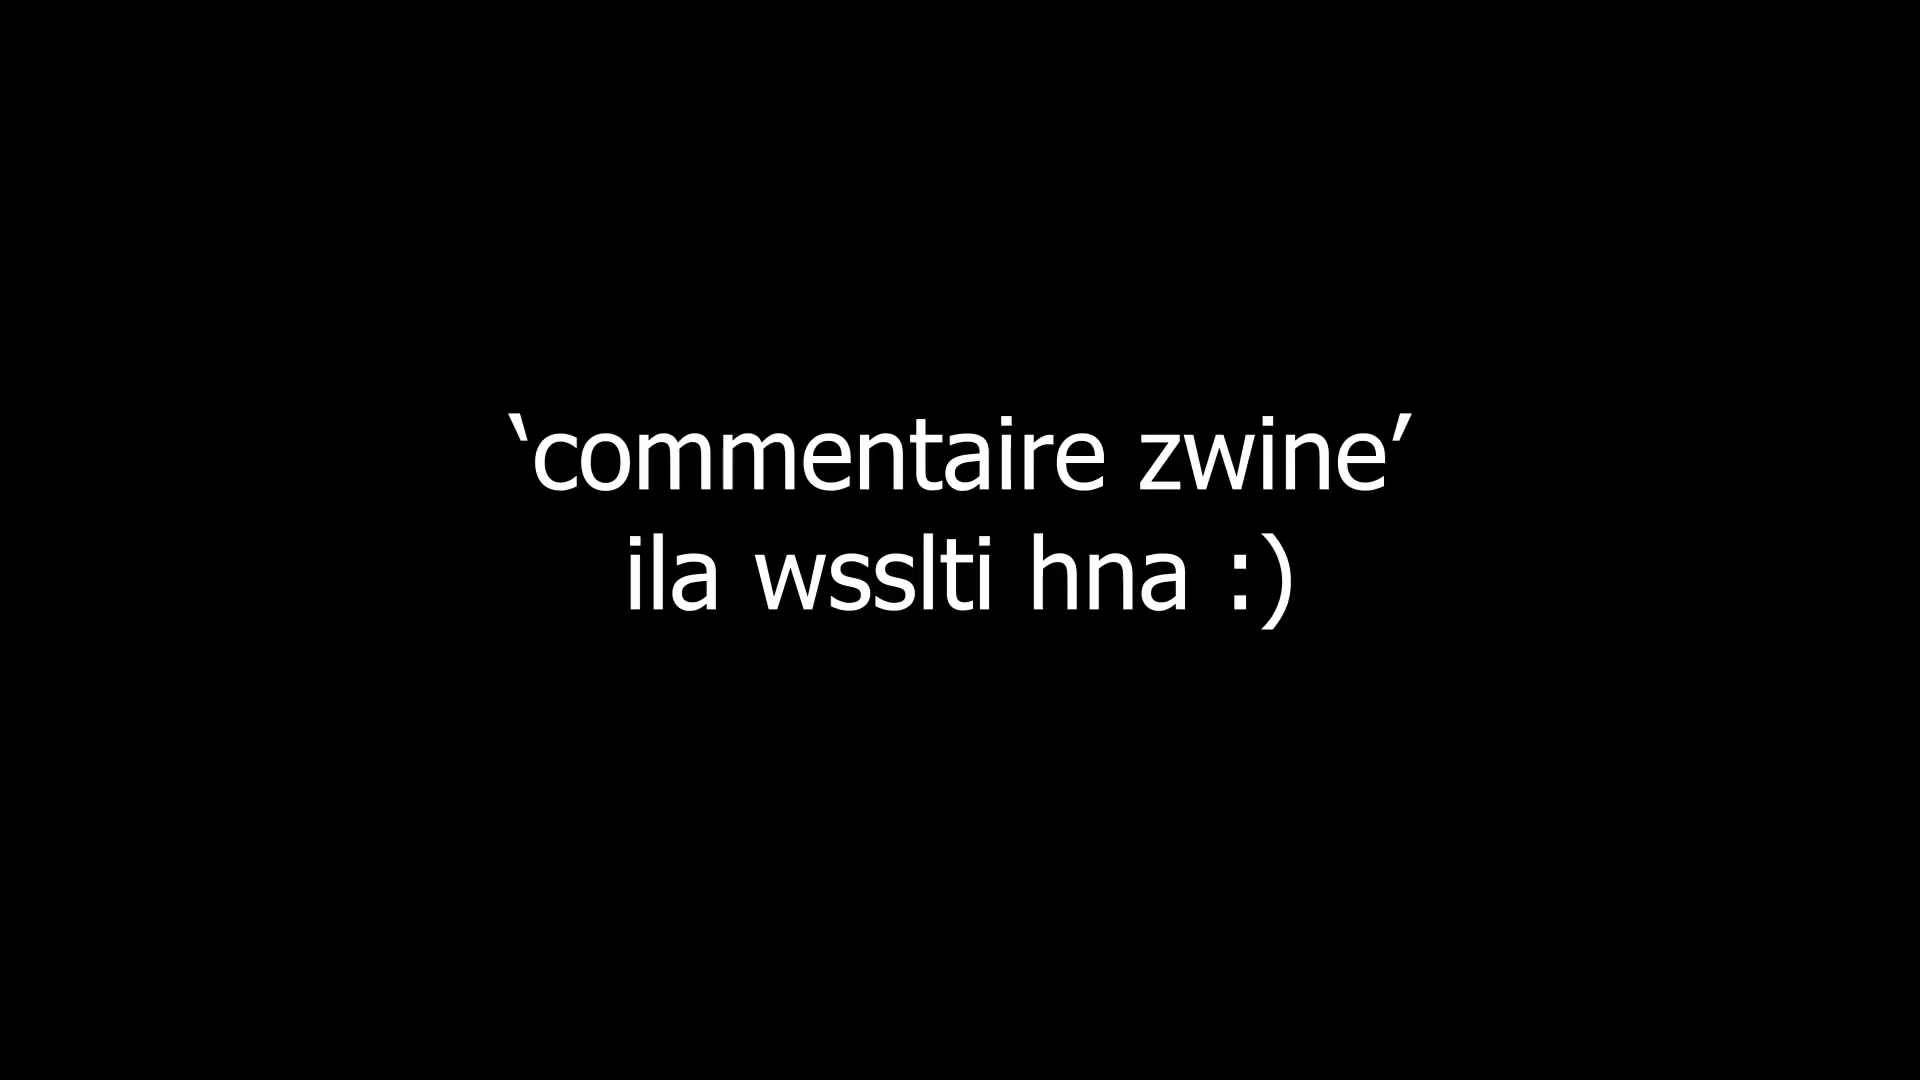 ‘commentaire zwine’
ila wsslti hna :)